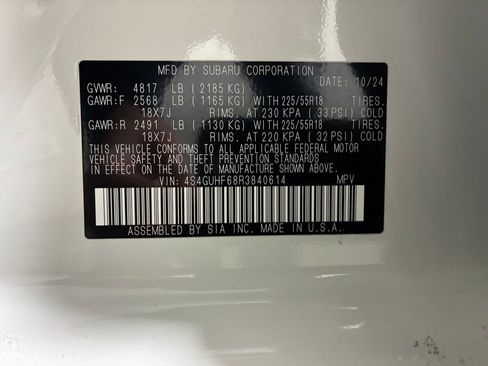 MFD BY SUBARU CORPORATION
DATE: 10/24
GVWR: 4817 LB (2185 KG)
GAWR:F 2568 LB (1165 KG) WITH 225/55R18 TIRES.
18X7J RIMS. AT 230 KPA (33 PSI) COLD
GAWR:R 2491 LB (1130 KG) WITH 225/55R18 TIRES.
18X7J RIMS. AT 220 KPA (32 PSI) COLD
THIS VEHICLE CONFORMS TO ALL APPLICABLE FEDERAL MOTOR
VEHICLE SAFETY AND THEFT PREVENTION STANDARDS
IN EFFECT ON THE DATE OF MANUFACTURE SHOWN ABOVE.
VIN: 4S4GUHF68R3840614 MPV
ASSEMBLED BY SIA INC. MADE IN U.S.A.